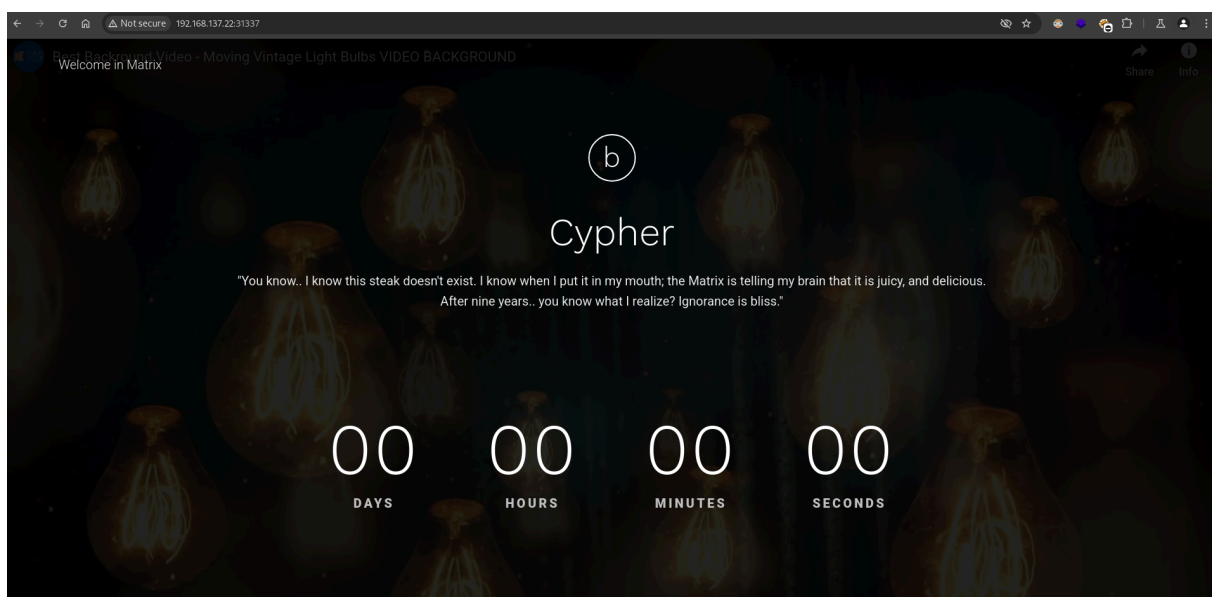 Not secure 192.168.137.22:31337
Best Background Video - Moving Vintage Light Bulbs VIDEO BACKGROUND
Welcome in Matrix
Share
Info
b
Cypher
"You know.. I know this steak doesn't exist. I know when I put it in my mouth; the Matrix is telling my brain that it is juicy, and delicious.
After nine years.. you know what I realize? Ignorance is bliss."
00 00 00 00
DAYS HOURS MINUTES SECONDS